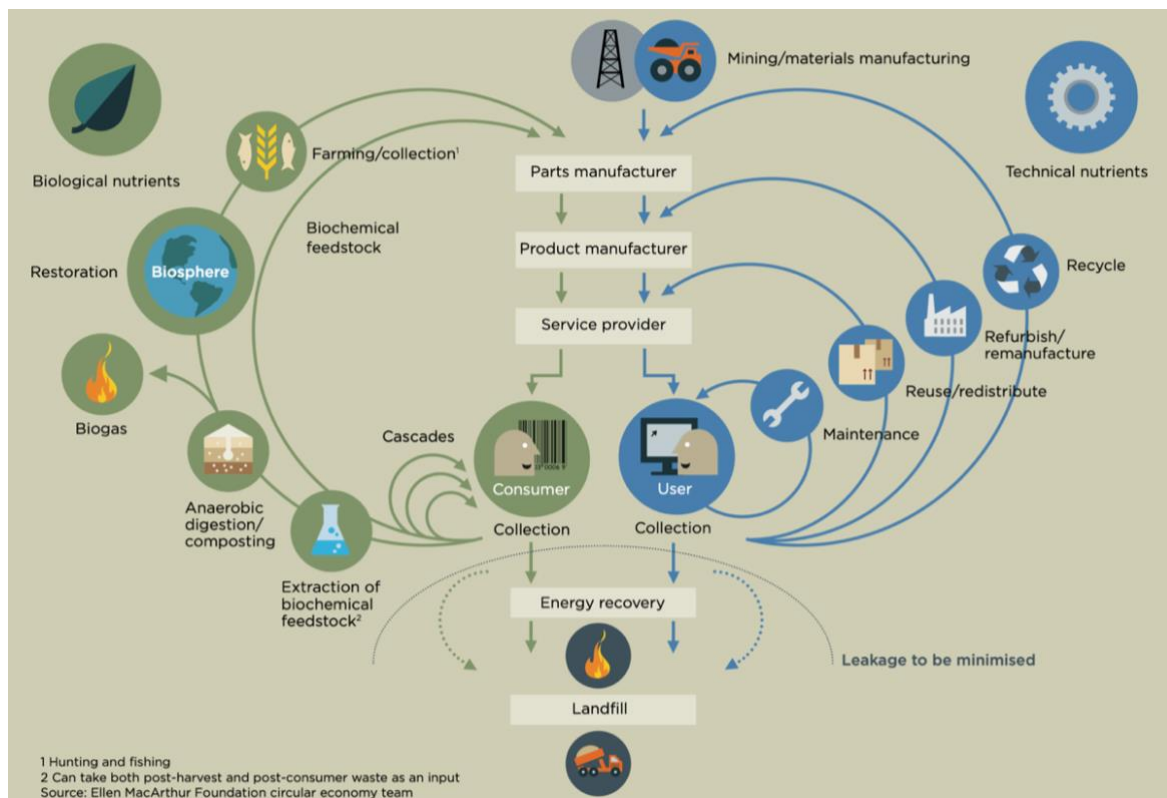 Mining/materials manufacturing
Biological nutrients
Farming/collection¹
Parts manufacturer
Technical nutrients
Biochemical
feedstock
Product manufacturer
Restoration
Biosphere
Recycle
Service provider
Refurbish/
remanufacture
Biogas
Reuse/redistribute
Cascades
Maintenance
Consumer
User
Anaerobic
digestion/
composting
Collection
Collection
Extraction of
biochemical
feedstock²
Energy recovery
Leakage to be minimised
Landfill
1 Hunting and fishing
2 Can take both post-harvest and post-consumer waste as an input
Source: Ellen MacArthur Foundation circular economy team